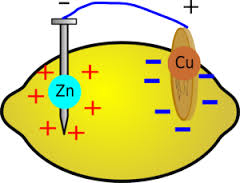 - +
Zn
Cu
+ + + + + +
- - - - - -